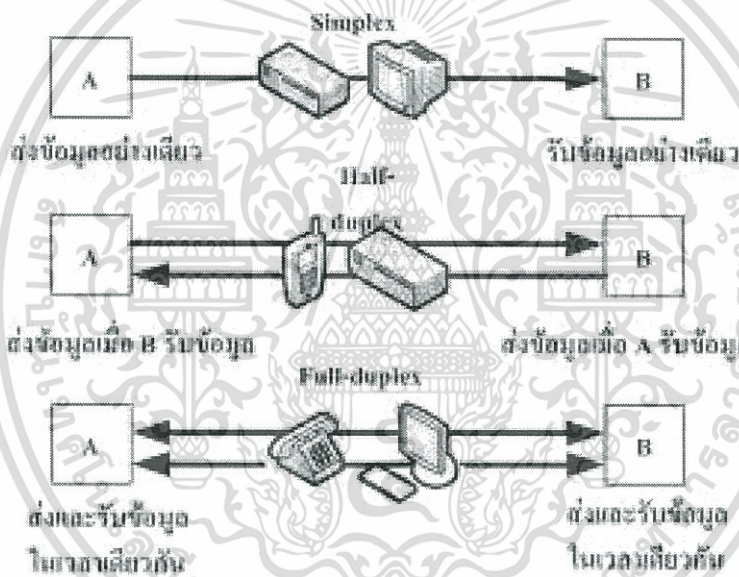 Simplex
A
B
ส่งข้อมูลอย่างเดียว
รับข้อมูลอย่างเดียว
Half-
duplex
A
B
ส่งข้อมูลเมื่อ B รับข้อมูล
ส่งข้อมูลเมื่อ A รับข้อมูล
Full-duplex
A
B
ส่งและรับข้อมูล
ในเวลาเดียวกัน
ส่งและรับข้อมูล
ในเวลาเดียวกัน